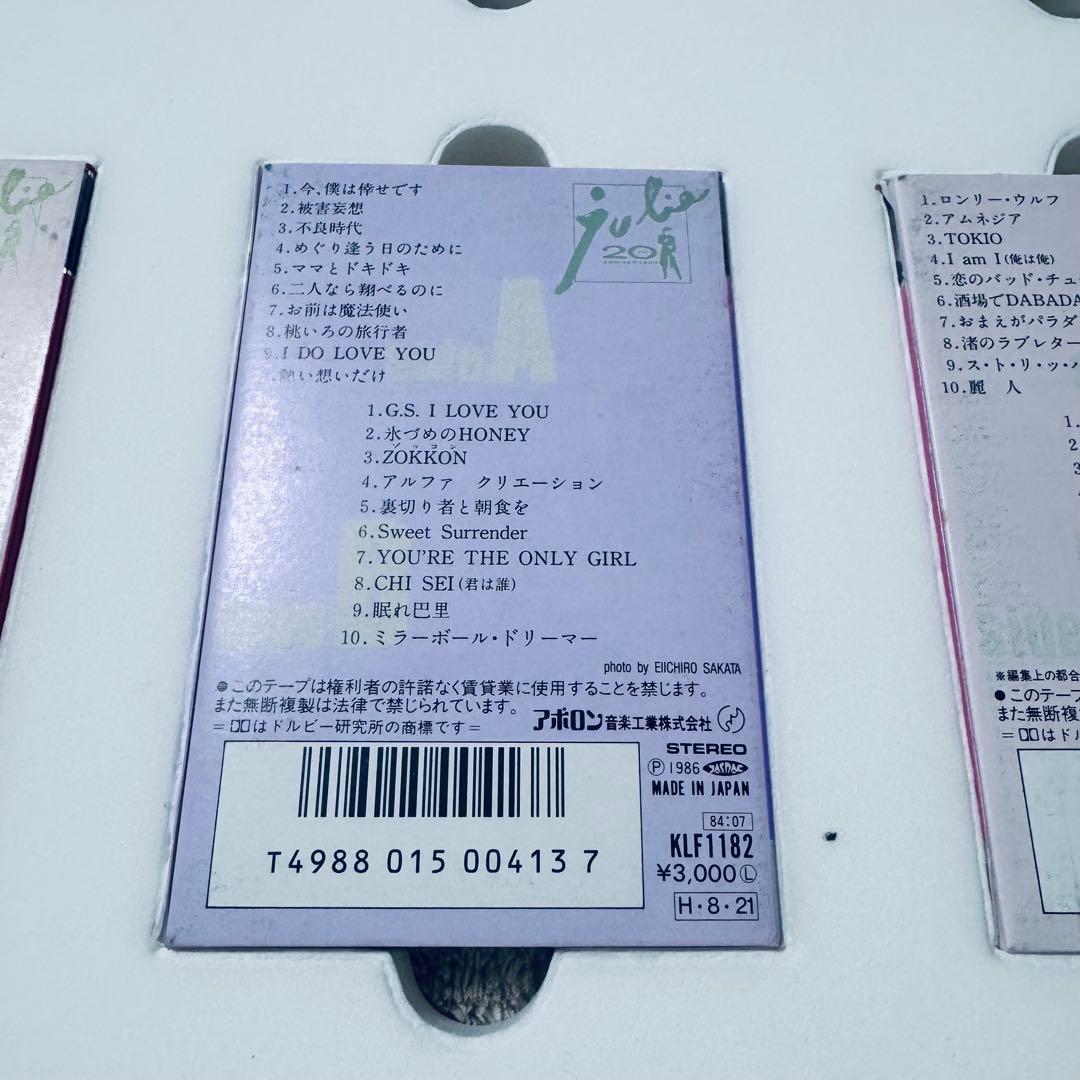 1.今、僕は倖せです
2.被害妄想
3.不良時代
4.めぐり逢う日のために
5.ママとドキドキ
6.二人なら翔べるのに
7.お前は魔法使い
8.桃いろの旅行者
9.I DO LOVE YOU
熱い想いだけ
julie
20
1.G.S. I LOVE YOU
2.氷づめのHONEY
ゾッコン
3.ZOKKON
4.アルファ クリエーション
5.裏切り者と朝食を
6.Sweet Surrender
7.YOU'RE THE ONLY GIRL
8.CHI SEI(君は誰)
9.眠れ巴里
10.ミラーボール・ドリーマー
photo by EIICHIRO SAKATA
●このテープは権利者の許諾なく賃貸業に使用することを禁じます。
また無断複製は法律で禁じられています。
=はドルビー研究所の商標です=
アポロン音楽工業株式会社
STEREO
Ⓟ1986 JASRAC
MADE IN JAPAN
84:07
KLF1182
¥3,000Ⓛ
H・8・21
T4988 015 00413 7
1.ロンリー・ウルフ
2.アムネジア
3.TOKIO
4.I am I(俺は俺)
5.恋のバッド・チュ
6.酒場でDABADA
7.おまえがパラダ
8.渚のラブレター
9.ス・ト・リ・ッ・
10.麗 人
1.
2
3
※編集上の都合
●このテープ
また無断複
=はドル